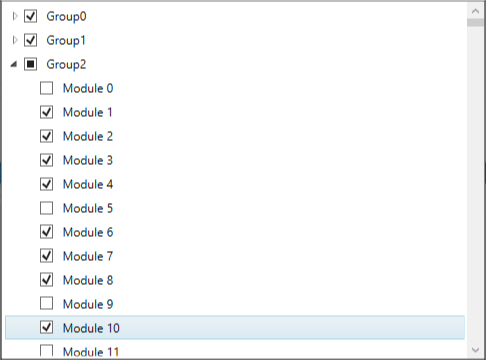 Group0
Group1
Group2
Module 0
Module 1
Module 2
Module 3
Module 4
Module 5
Module 6
Module 7
Module 8
Module 9
Module 10
Module 11